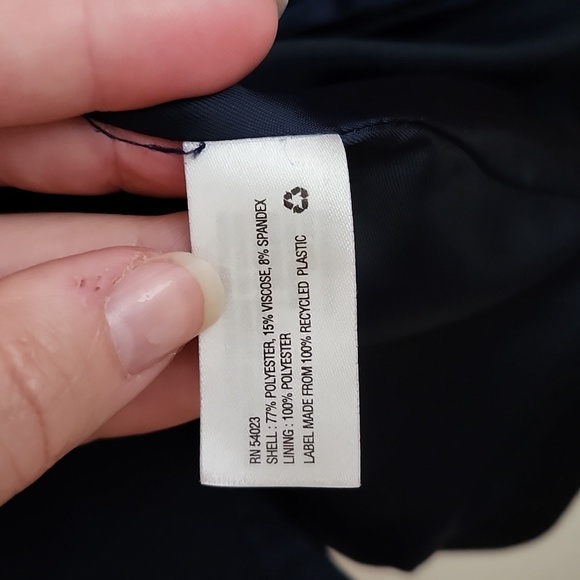 RN 54023
SHELL : 77% POLYESTER, 15% VISCOSE, 8% SPANDEX
LINING : 100% POLYESTER
LABEL MADE FROM 100% RECYCLED PLASTIC